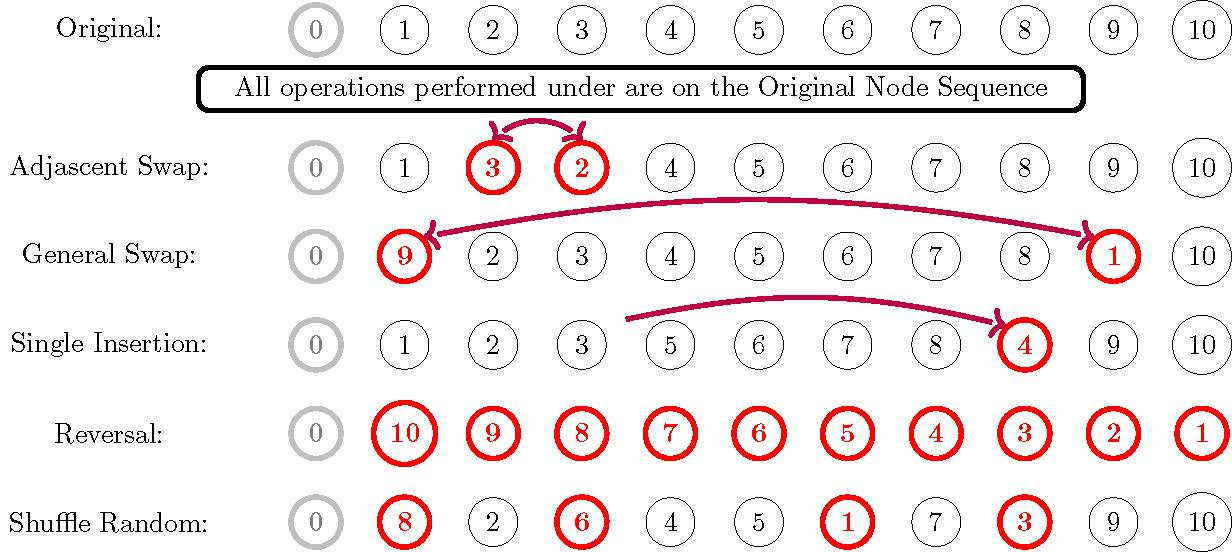 Original: 0 1 2 3 4 5 6 7 8 9 10
All operations performed under are on the Original Node Sequence
Adjascent Swap: 0 1 3 2 4 5 6 7 8 9 10
General Swap: 0 9 2 3 4 5 6 7 8 1 10
Single Insertion: 0 1 2 3 5 6 7 8 4 9 10
Reversal: 0 10 9 8 7 6 5 4 3 2 1
Shuffle Random: 0 8 2 6 4 5 1 7 3 9 10